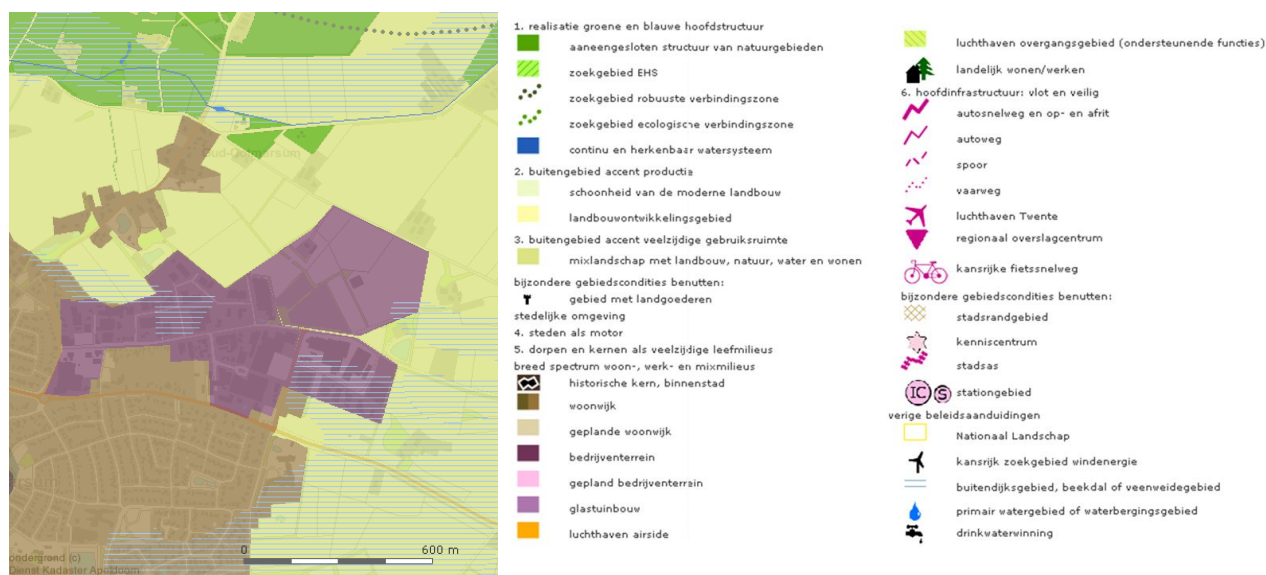 Oud-Ootmarsum
0 600 m
ondergrond (c)
Dienst Kadaster Apeldoorn
1. realisatie groene en blauwe hoofdstructuur
aaneengesloten structuur van natuurgebieden
zoekgebied EHS
zoekgebied robuuste verbindingszone
zoekgebied ecologische verbindingszone
continu en herkenbaar watersysteem
2. buitengebied accent productie
schoonheid van de moderne landbouw
landbouwontwikkelingsgebied
3. buitengebied accent veelzijdige gebruiksruimte
mixlandschap met landbouw, natuur, water en wonen
bijzondere gebiedscondities benutten:
gebied met landgoederen
stedelijke omgeving
4. steden als motor
5. dorpen en kernen als veelzijdige leefmilieus
breed spectrum woon-, werk- en mixmilieus
historische kern, binnenstad
woonwijk
geplande woonwijk
bedrijventerrein
gepland bedrijventerrein
glastuinbouw
luchthaven airside
luchthaven overgangsgebied (ondersteunende functies)
landelijk wonen/werken
6. hoofdinfrastructuur: vlot en veilig
autosnelweg en op- en afrit
autoweg
spoor
vaarweg
luchthaven Twente
regionaal overslagcentrum
kansrijke fietssnelweg
bijzondere gebiedscondities benutten:
stadsrandgebied
kenniscentrum
stadsas
IC S stationgebied
verige beleidsaanduidingen
Nationaal Landschap
kansrijk zoekgebied windenergie
buitendijksgebied, beekdal of veenweidegebied
primair watergebied of waterbergingsgebied
drinkwaterwinning